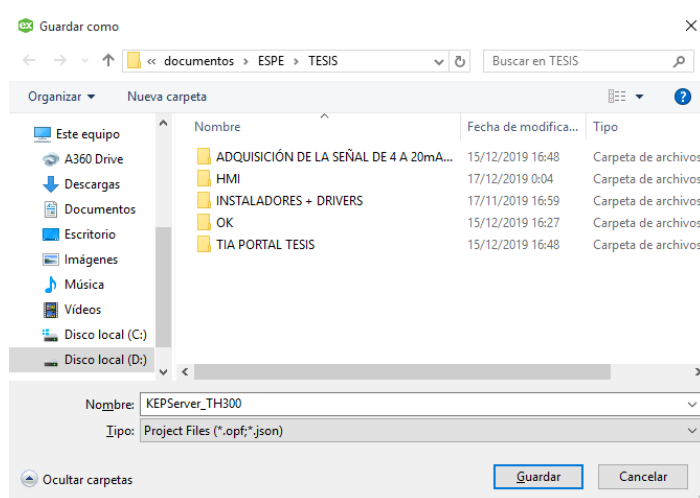 ex Guardar como
« documentos > ESPE > TESIS
Buscar en TESIS
Organizar Nueva carpeta
?
Este equipo
A360 Drive
Descargas
Documentos
Escritorio
Imágenes
Música
Vídeos
Disco local (C:)
Disco local (D:)
Nombre Fecha de modifica... Tipo
ADQUISICIÓN DE LA SEÑAL DE 4 A 20mA... 15/12/2019 16:48 Carpeta de archivos
HMI 17/12/2019 0:04 Carpeta de archivos
INSTALADORES + DRIVERS 17/11/2019 16:59 Carpeta de archivos
OK 15/12/2019 16:27 Carpeta de archivos
TIA PORTAL TESIS 15/12/2019 16:48 Carpeta de archivos
Nombre: KEPServer_TH300
Tipo: Project Files (*.opf;*.json)
Ocultar carpetas
Guardar Cancelar